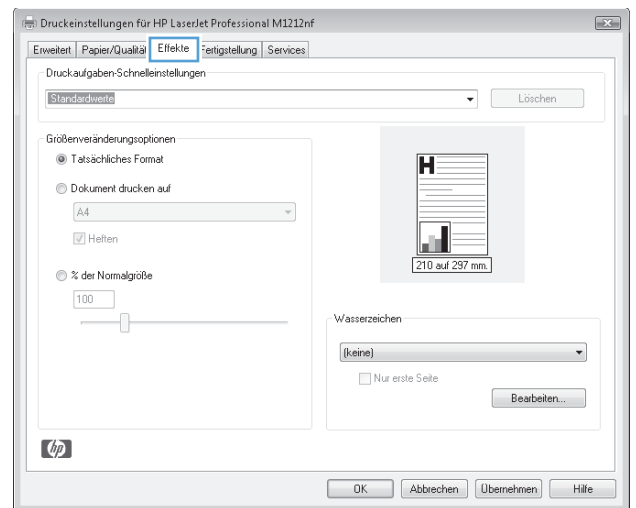 Druckeinstellungen für HP LaserJet Professional M1212nf
Erweitert Papier/Qualität Effekte Fertigstellung Services
Druckaufgaben-Schnelleinstellungen
Standardwerte Löschen
Größenveränderungsoptionen
Tatsächliches Format
Dokument drucken auf
A4
Heften
% der Normalgröße
100
H
210 auf 297 mm.
Wasserzeichen
(keine)
Nur erste Seite
Bearbeiten...
hp
OK Abbrechen Übernehmen Hilfe